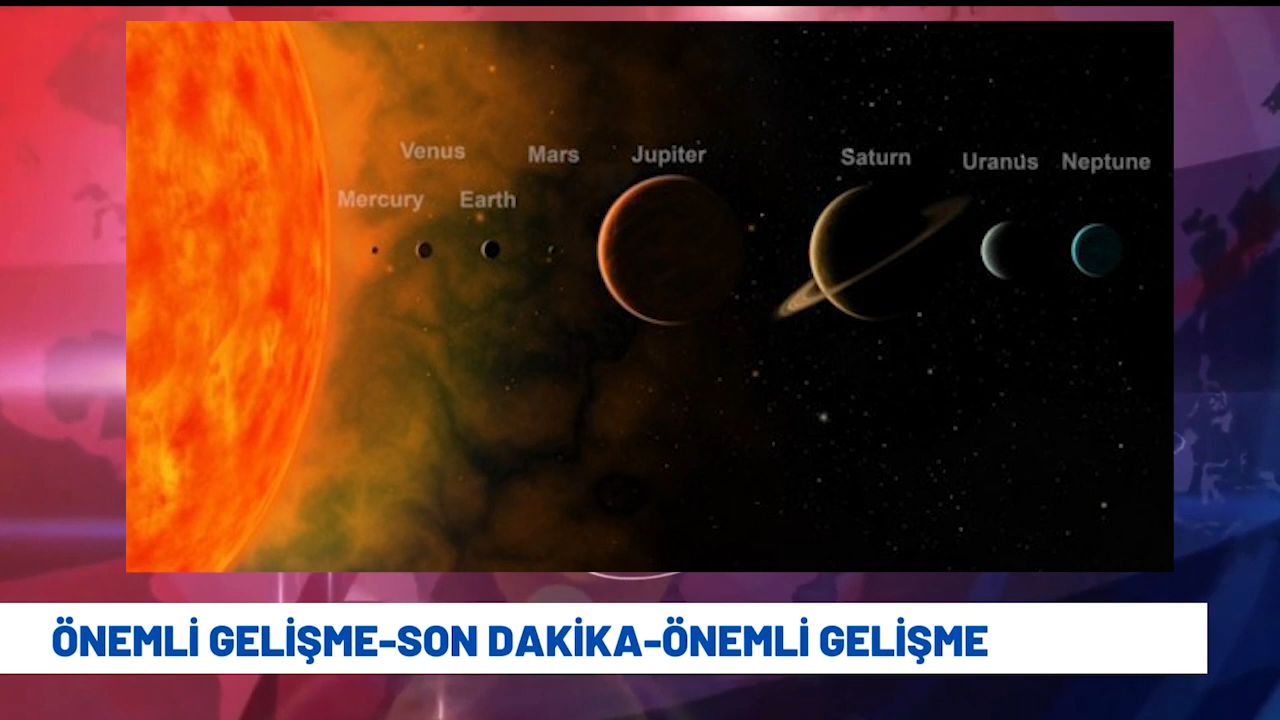 Venus Mars Jupiter Saturn Uranus Neptune
Mercury Earth
ÖNEMLİ GELİŞME-SON DAKİKA-ÖNEMLİ GELİŞME